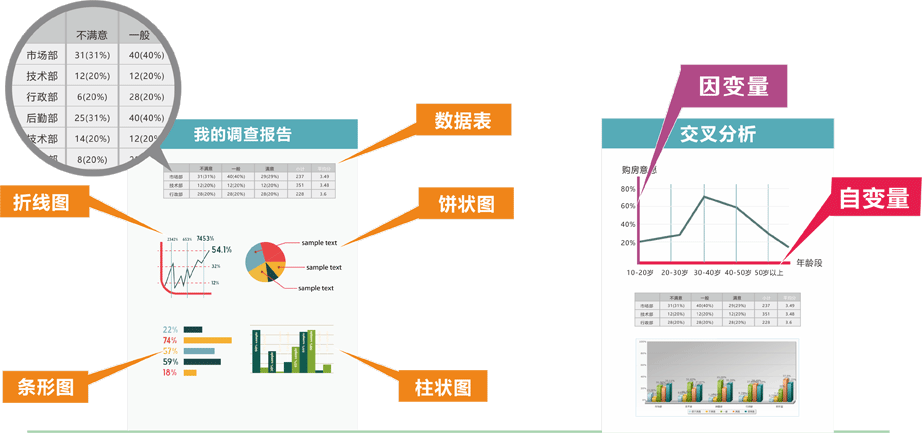 不满意 一般
市场部 31(31%) 40(40%)
技术部 12(20%) 12(20%)
行政部 6(20%) 28(20%)
后勤部 25(31%) 40(40%)
技术部 14(20%) 12(20%
8(20%)
我的调查报告
数据表
不满意 一般 满意
市场部 31(31%) 40(40%) 29(29%) 237 3.49
技术部 12(20%) 12(20%) 12(20%) 351 3.48
行政部 28(20%) 28(20%) 28(20%) 228 3.6
折线图
饼状图
745.3%
54.1%
32%
12%
sample text
sample text
sample text
22%
74%
57%
59%
18%
条形图
柱状图
因变量
交叉分析
购房意
自变量
80%
60%
40%
20%
年龄段
10-20岁 20-30岁 30-40岁 40-50岁 50岁以上
不满意 一般 满意
市场部 31(31%) 40(40%) 29(29%) 237 3.49
技术部 12(20%) 12(20%) 12(20%) 351 3.48
行政部 28(20%) 28(20%) 28(20%) 228 3.6